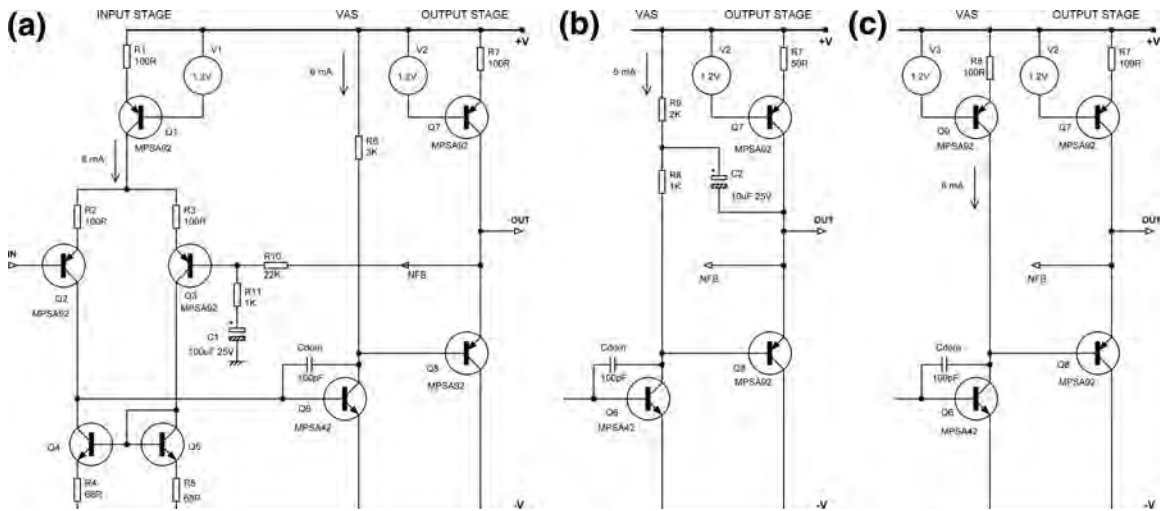 (a)
INPUT STAGE
VAS
OUTPUT STAGE
+V
R1
100R
V1
1.2V
6 mA
V2
1.2V
R7
100R
Q1
MPSA92
Q7
MPSA92
6 mA
R6
3K
R2
100R
R3
100R
OUT
IN
R10
22K
NFB
Q2
MPSA92
Q3
MPSA92
R11
1K
C1
100uF 25V
Cdom
100pF
Q6
MPSA42
MPSA92
Q4
Q5
R4
68R
R5
68R
-V
(b)
VAS
OUTPUT STAGE
+V
6 mA
V2
1.2V
R7
50R
R9
2K
Q7
MPSA92
R8
1K
C2
10uF 25V
OUT
NFB
Cdom
100pF
Q8
MPSA92
Q6
MPSA42
-V
(c)
VAS
OUTPUT STAGE
+V
V3
1.2V
100R
V2
1.2V
R7
100R
Q9
MPSA92
Q7
MPSA92
6 mA
OUT
NFB
Cdom
100pF
Q8
MPSA92
Q6
MPSA42
-V